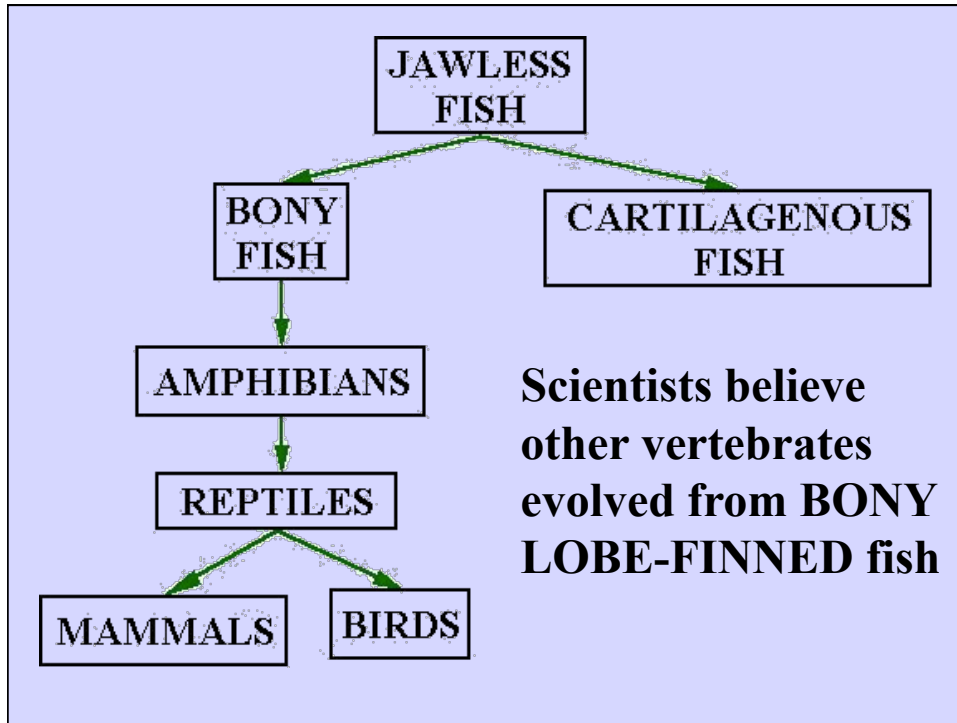 JAWLESS
FISH
BONY
FISH
CARTILAGENOUS
FISH
AMPHIBIANS
REPTILES
MAMMALS
BIRDS
Scientists believe
other vertebrates
evolved from BONY
LOBE-FINNED fish